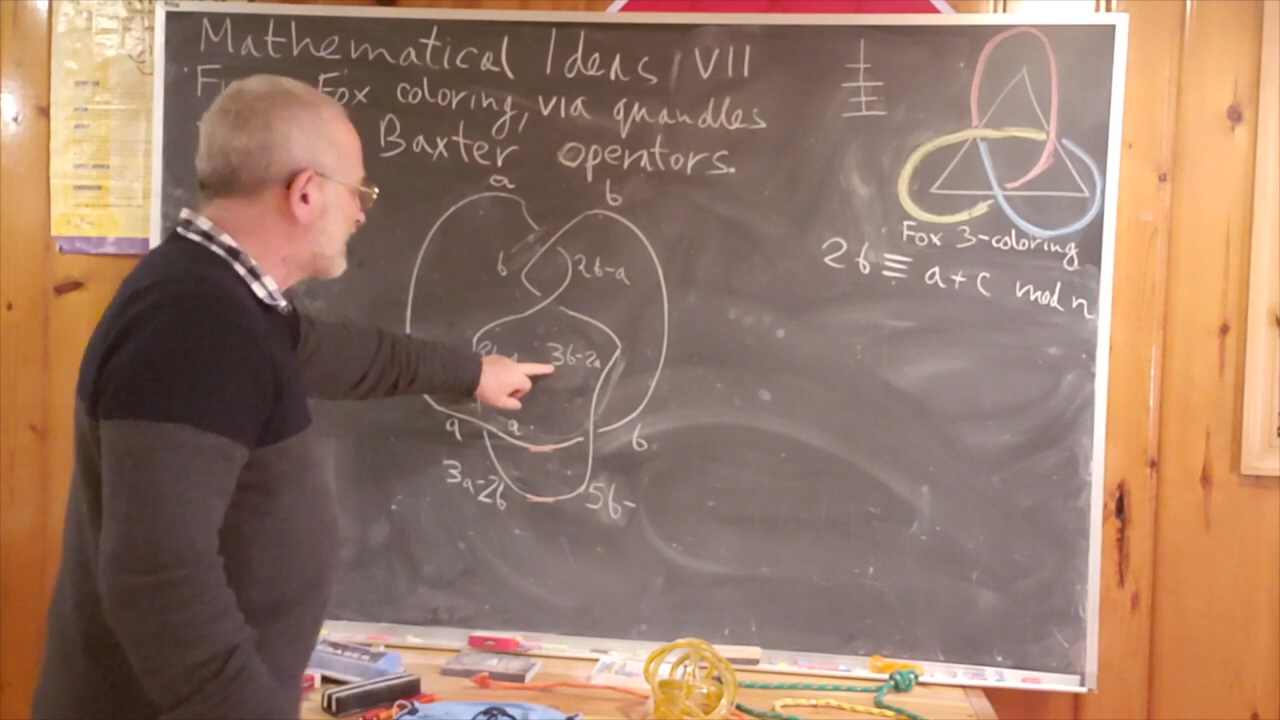 Mathematical Ideas VII
Fox coloring, via quandles
Baxter operators.
a
b
b
2b-a
3b-2a
a
a
b
3a-2b
5b-
Fox 3-coloring
2b ≡ a+c mod n